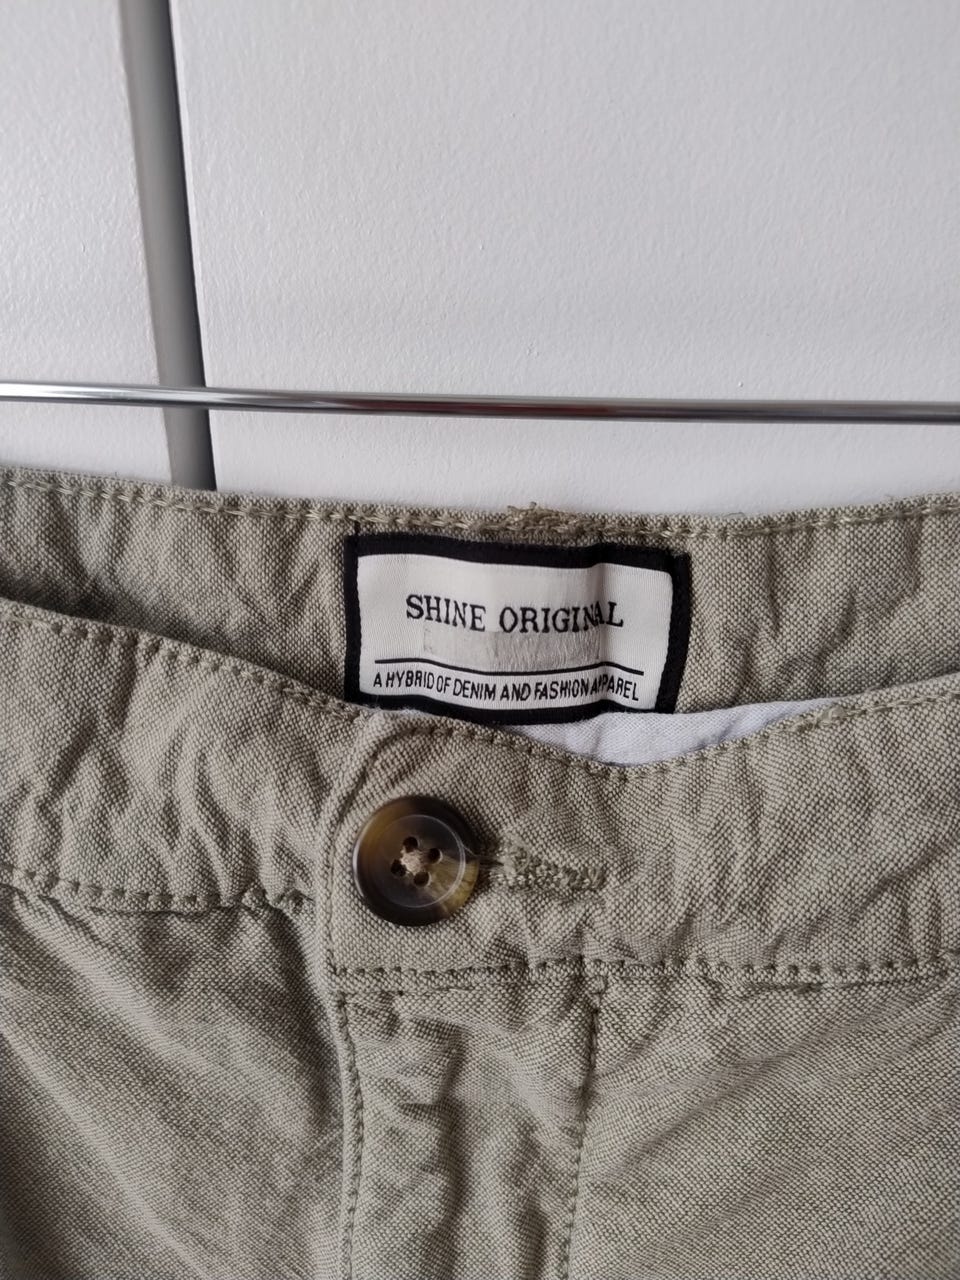 SHINE ORIGINAL
A HYBRID OF DENIM AND FASHION APPAREL